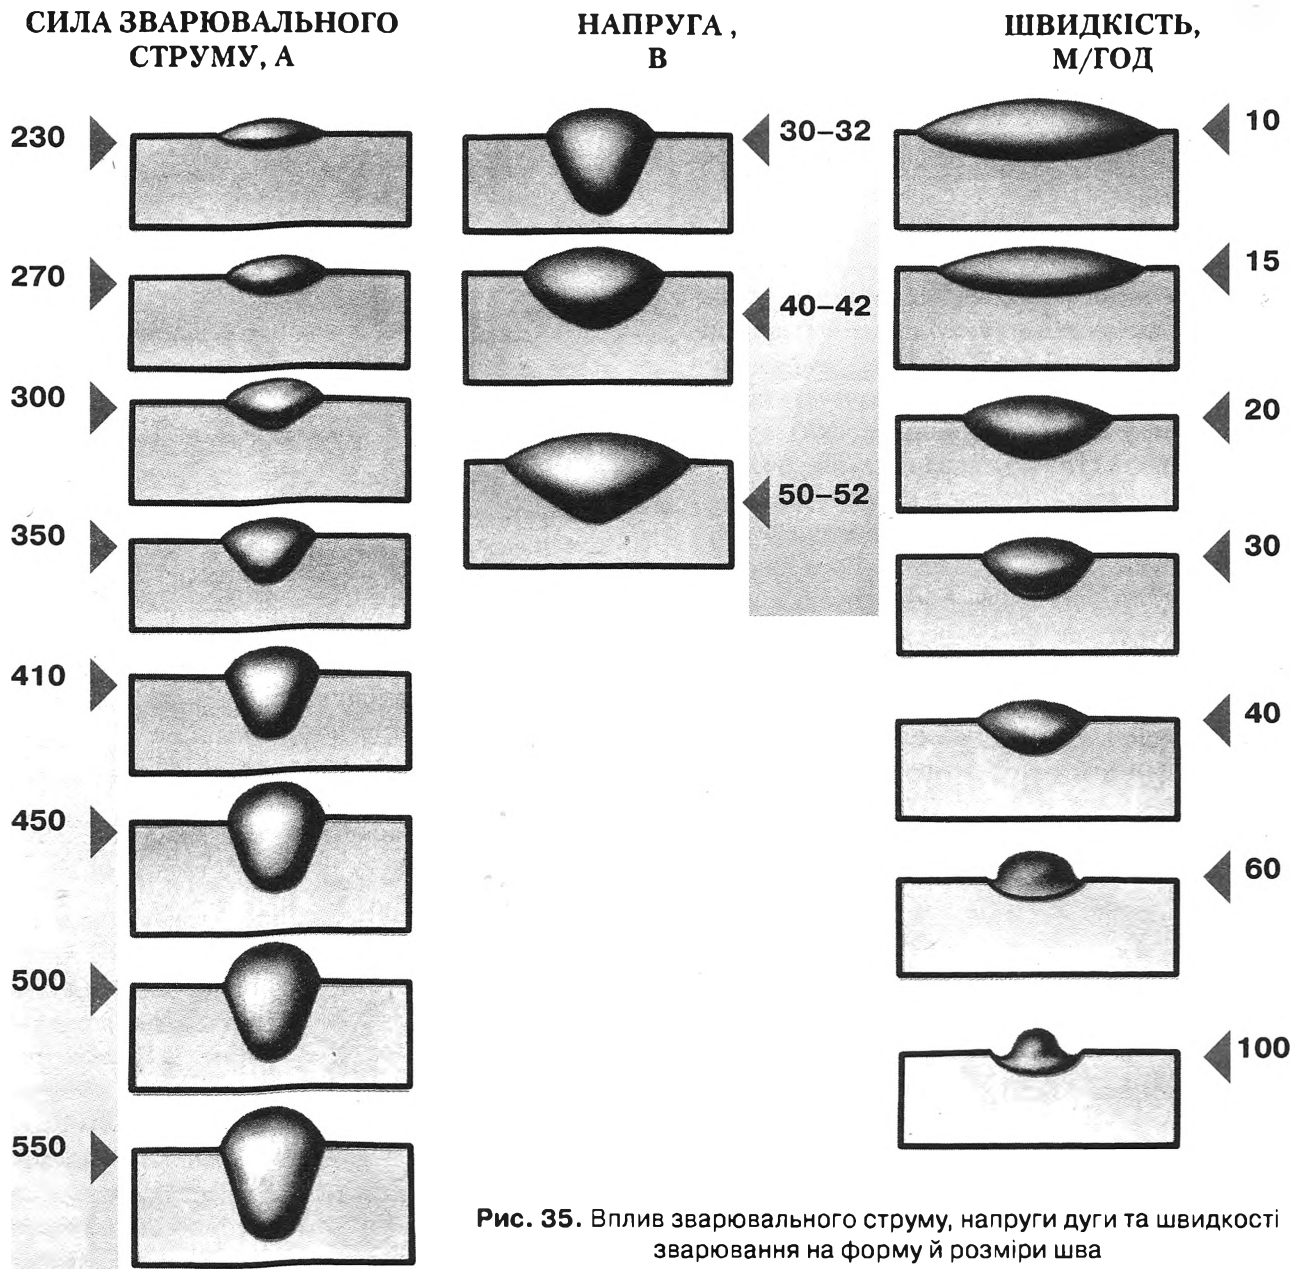 СИЛА ЗВАРЮВАЛЬНОГО
СТРУМУ, А
230
270
300
350
410
450
500
550
НАПРУГА ,
В
30–32
40–42
50–52
ШВИДКІСТЬ,
М/ГОД
10
15
20
30
40
60
100
Рис. 35. Вплив зварювального струму, напруги дуги та швидкості
зварювання на форму й розміри шва